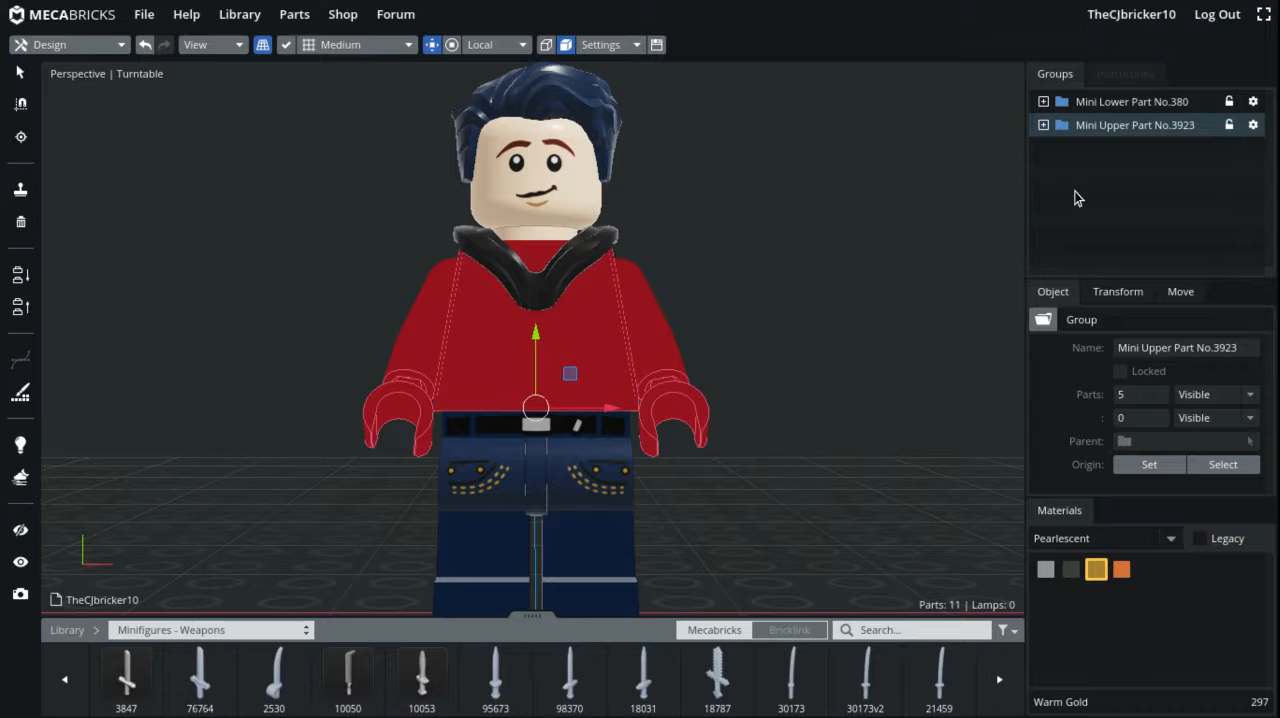 MECABRICKS File Help Library Parts Shop Forum TheCJbricker10 Log Out
Design View Medium Local Settings
Perspective | Turntable
Groups Instructions
Mini Lower Part No.380
Mini Upper Part No.3923
Object Transform Move
Group
Name: Mini Upper Part No.3923
Locked
Parts: 5 Visible
: 0 Visible
Parent:
Origin: Set Select
Materials
Pearlescent Legacy
TheCJbricker10 Parts: 11 | Lamps: 0
Library Minifigures - Weapons Mecabricks Bricklink Search...
3847 76764 2530 10050 10053 95673 98370 18031 18787 30173 30173v2 21459
Warm Gold 297